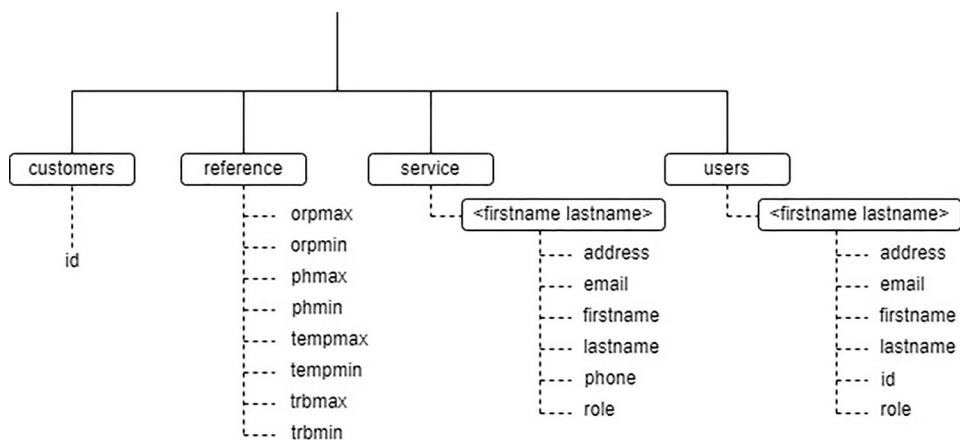 customers
reference
service
users
id
orpmax
orpmin
phmax
phmin
tempmax
tempmin
trbmax
trbmin
<firstname lastname>
address
email
firstname
lastname
phone
role
<firstname lastname>
address
email
firstname
lastname
id
role